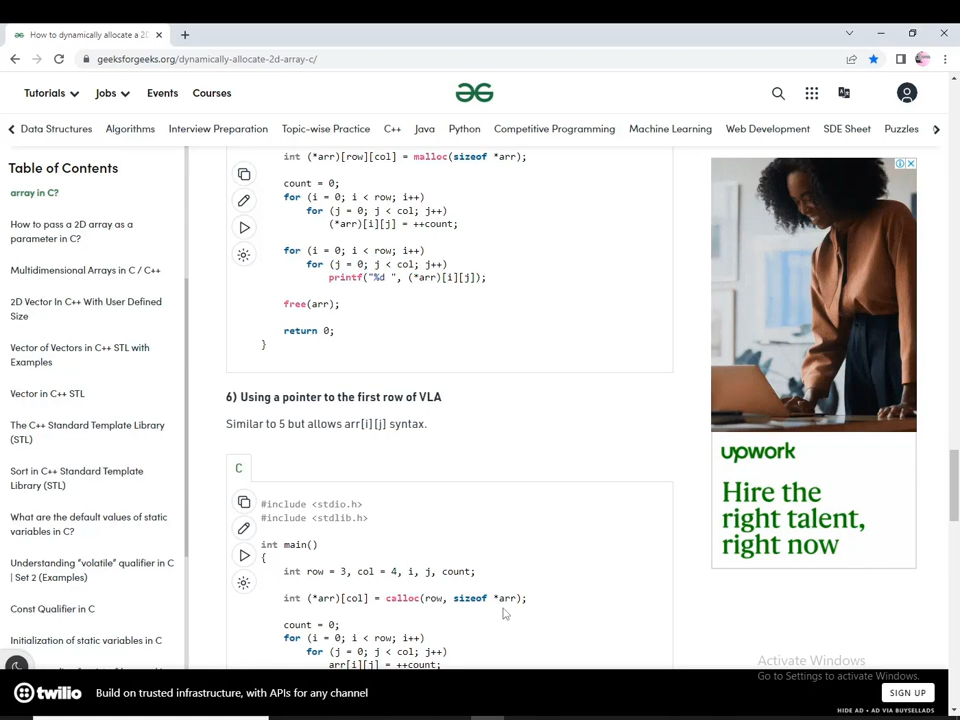 How to dynamically allocate a 2D
geeksforgeeks.org/dynamically-allocate-2d-array-c/
Tutorials Jobs Events Courses
Data Structures Algorithms Interview Preparation Topic-wise Practice C++ Java Python Competitive Programming Machine Learning Web Development SDE Sheet Puzzles
Table of Contents
array in C?
How to pass a 2D array as a
parameter in C?
Multidimensional Arrays in C / C++
2D Vector In C++ With User Defined
Size
Vector of Vectors in C++ STL with
Examples
Vector in C++ STL
The C++ Standard Template Library
(STL)
Sort in C++ Standard Template
Library (STL)
What are the default values of static
variables in C?
Understanding “volatile” qualifier in C
| Set 2 (Examples)
Const Qualifier in C
Initialization of static variables in C
int (*arr)[row][col] = malloc(sizeof *arr);
count = 0;
for (i = 0; i < row; i++)
for (j = 0; j < col; j++)
(*arr)[i][j] = ++count;
for (i = 0; i < row; i++)
for (j = 0; j < col; j++)
printf("%d ", (*arr)[i][j]);
free(arr);
return 0;
}
6) Using a pointer to the first row of VLA
Similar to 5 but allows arr[i][j] syntax.
C
#include <stdio.h>
#include <stdlib.h>
int main()
{
int row = 3, col = 4, i, j, count;
int (*arr)[col] = calloc(row, sizeof *arr);
count = 0;
for (i = 0; i < row; i++)
for (j = 0; j < col; j++)
arr[i][j] = ++count;
upwork
Hire the
right talent,
right now
Activate Windows
Go to Settings to activate Windows.
twilio Build on trusted infrastructure, with APIs for any channel SIGN UP
HIDE AD • AD VIA BUYSELLADS